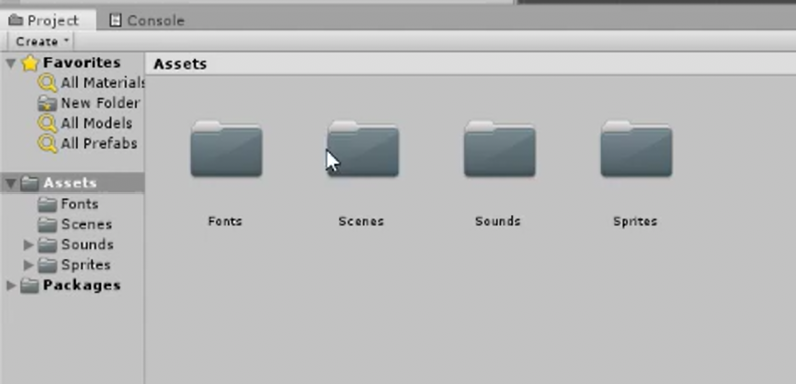 Project
Console
Create
Favorites
All Materials
New Folder
All Models
All Prefabs
Assets
Fonts
Scenes
Sounds
Sprites
Packages
Assets
Fonts
Scenes
Sounds
Sprites